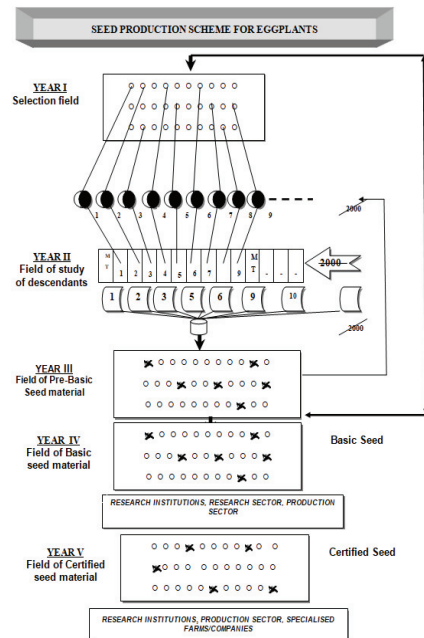 SEED PRODUCTION SCHEME FOR EGGPLANTS
YEAR I
Selection field
1 2 3 4 5 6 7 8 9
2000
YEAR II
Field of study
of descendants
M T 1 2 3 4 5 6 7 9 M T - - -
2000
1 2 3 5 6 9 10
2000
YEAR III
Field of Pre-Basic
Seed material
YEAR IV
Field of Basic
seed material
Basic Seed
RESEARCH INSTITUTIONS, RESEARCH SECTOR, PRODUCTION
SECTOR
YEAR V
Field of Certified
seed material
Certified Seed
RESEARCH INSTITUTIONS, PRODUCTION SECTOR, SPECIALISED
FARMS/COMPANIES